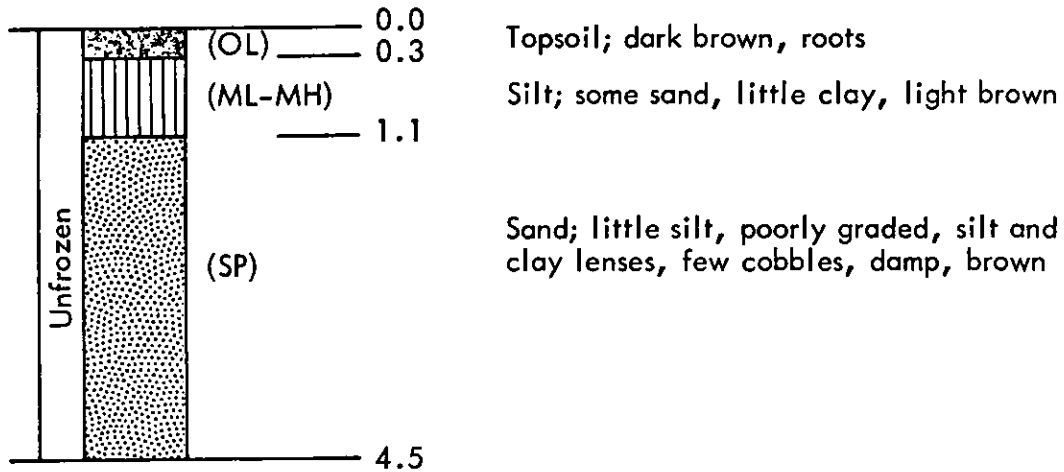 0.0
(OL)
0.3
Topsoil; dark brown, roots
(ML-MH)
Silt; some sand, little clay, light brown
1.1
Unfrozen
(SP)
Sand; little silt, poorly graded, silt and
clay lenses, few cobbles, damp, brown
4.5